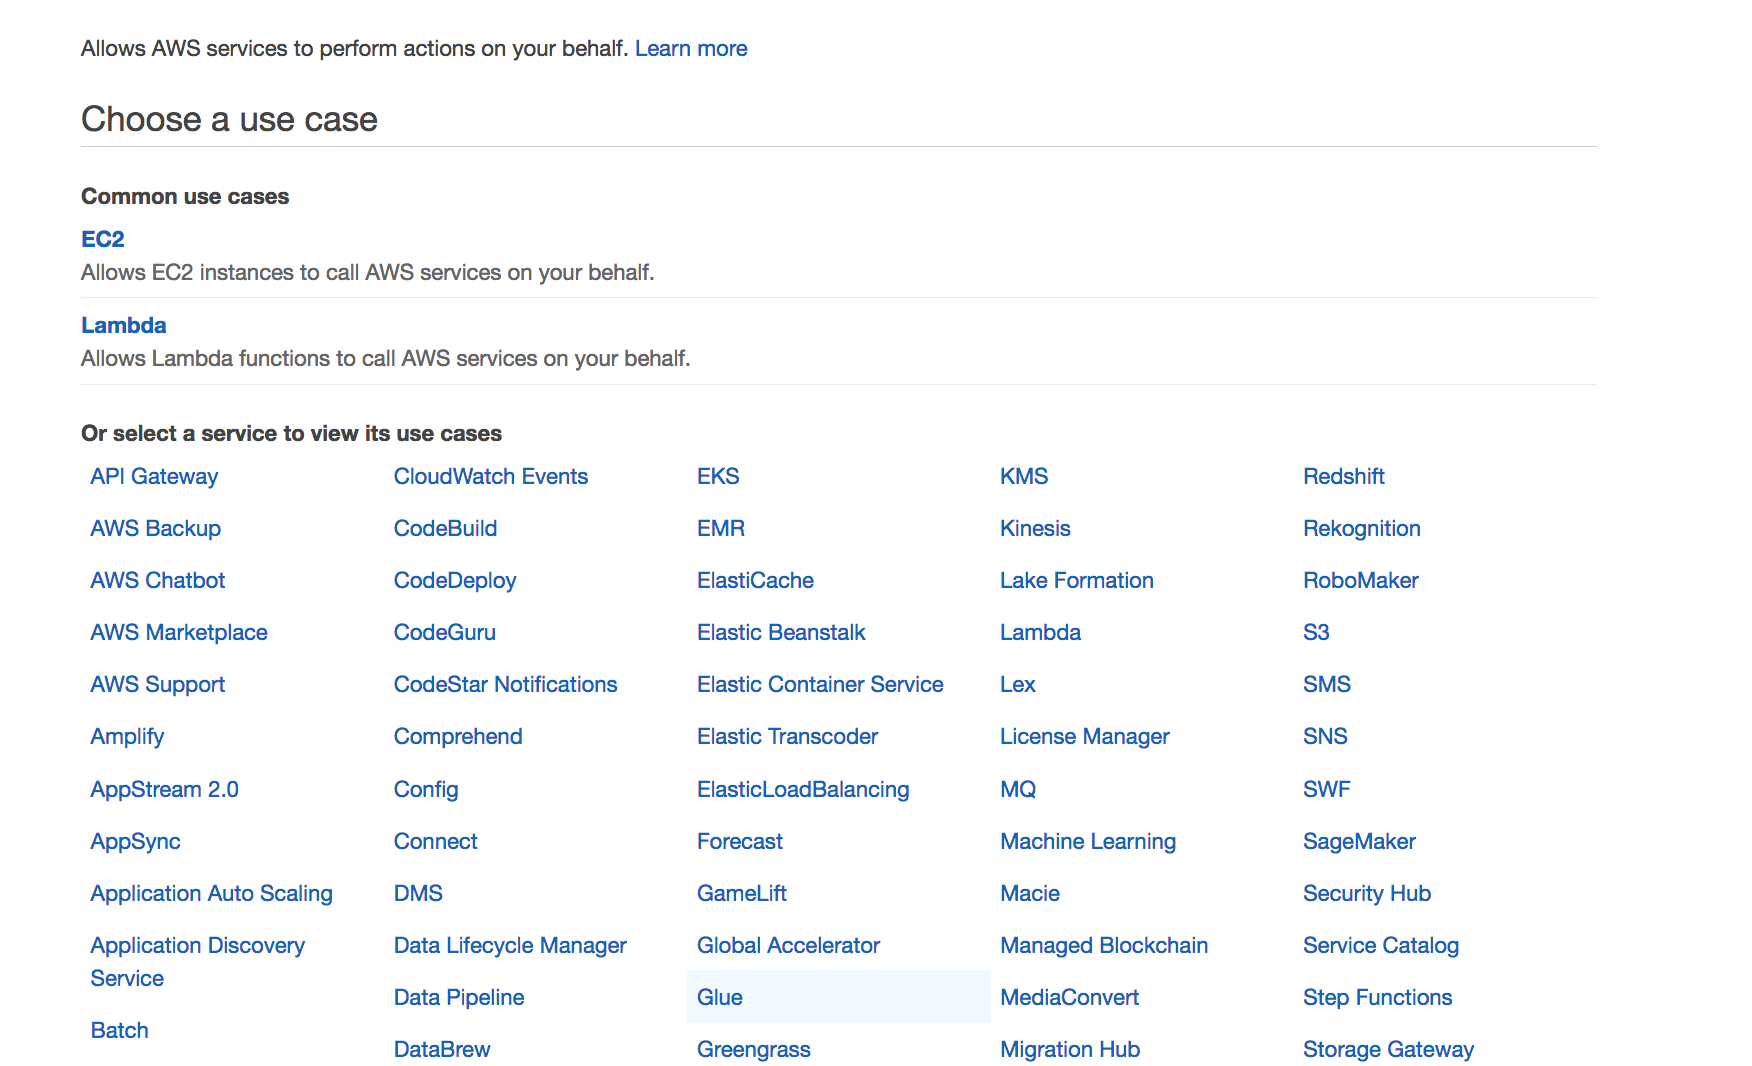 Allows AWS services to perform actions on your behalf. Learn more
Choose a use case
Common use cases
EC2
Allows EC2 instances to call AWS services on your behalf.
Lambda
Allows Lambda functions to call AWS services on your behalf.
Or select a service to view its use cases
API Gateway
AWS Backup
AWS Chatbot
AWS Marketplace
AWS Support
Amplify
AppStream 2.0
AppSync
Application Auto Scaling
Application Discovery
Service
Batch
CloudWatch Events
CodeBuild
CodeDeploy
CodeGuru
CodeStar Notifications
Comprehend
Config
Connect
DMS
Data Lifecycle Manager
Data Pipeline
DataBrew
EKS
EMR
ElastiCache
Elastic Beanstalk
Elastic Container Service
Elastic Transcoder
ElasticLoadBalancing
Forecast
GameLift
Global Accelerator
Glue
Greengrass
KMS
Kinesis
Lake Formation
Lambda
Lex
License Manager
MQ
Machine Learning
Macie
Managed Blockchain
MediaConvert
Migration Hub
Redshift
Rekognition
RoboMaker
S3
SMS
SNS
SWF
SageMaker
Security Hub
Service Catalog
Step Functions
Storage Gateway